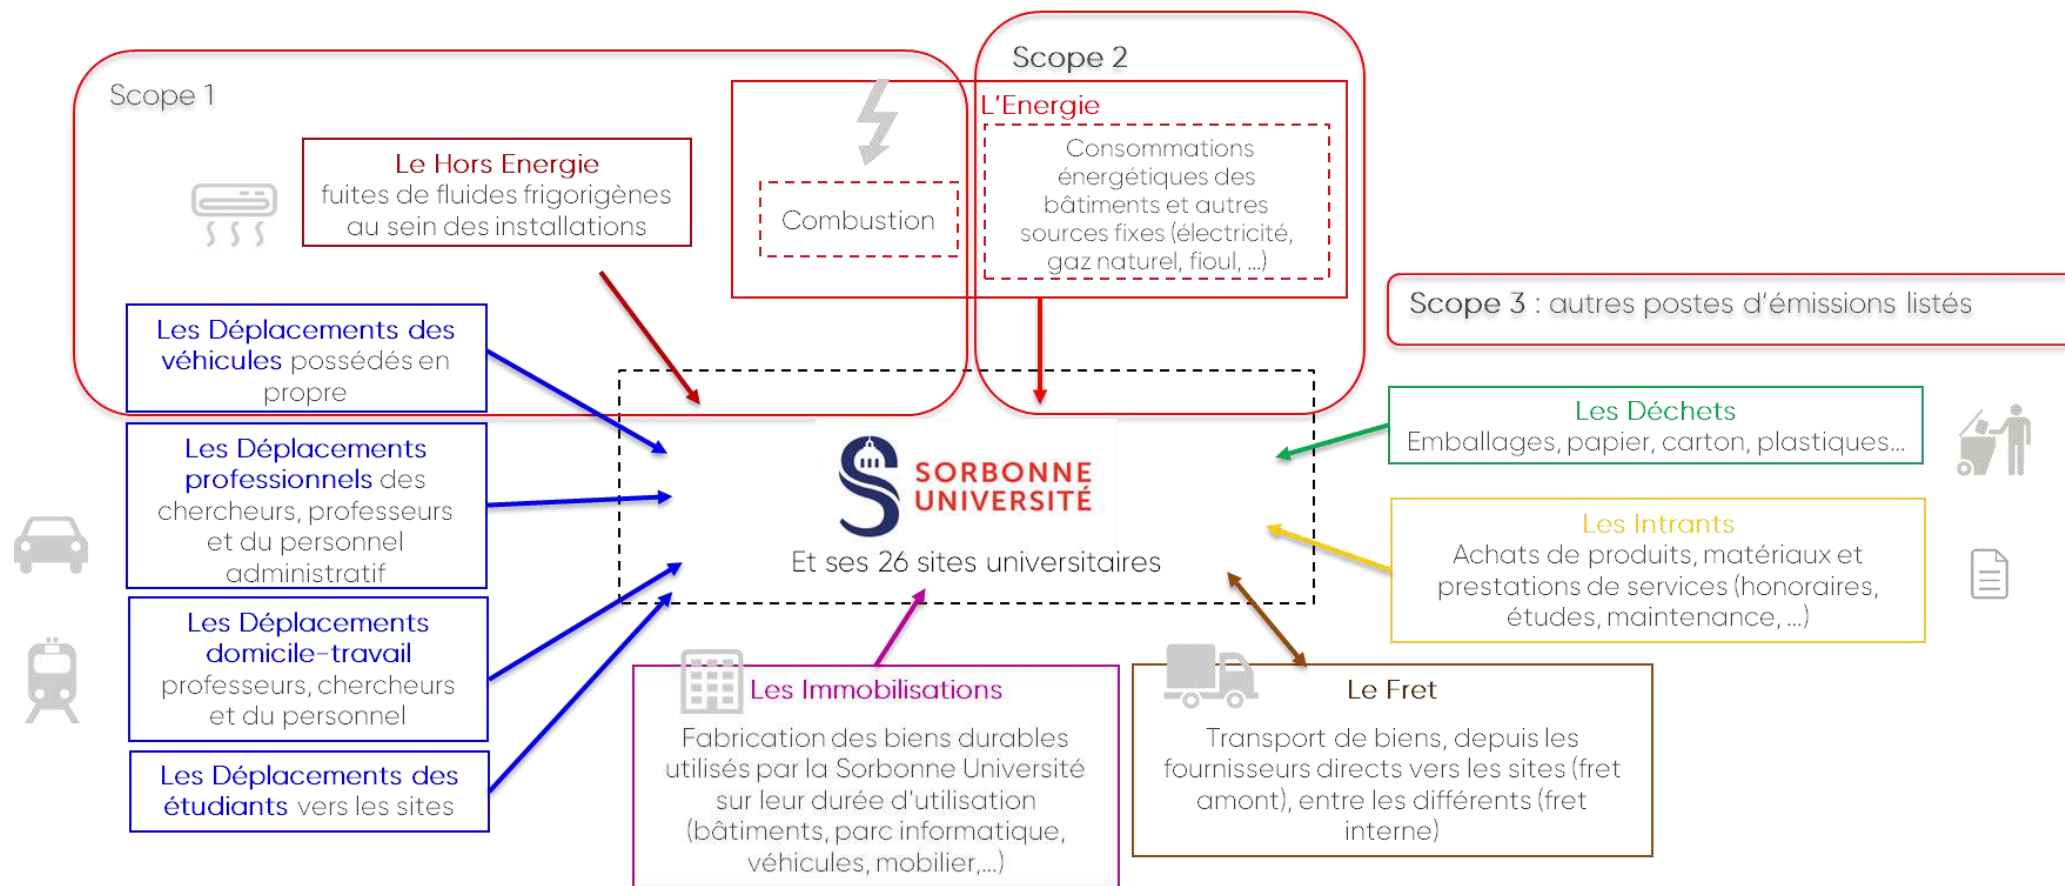 Scope 1
Scope 2
L'Energie
Consommations
énergétiques des
bâtiments et autres
sources fixes (électricité,
gaz naturel, fioul, ...)
Combustion
Le Hors Energie
fuites de fluides frigorigènes
au sein des installations
Scope 3 : autres postes d'émissions listés
Les Déplacements des
véhicules possédés en
propre
Les Déplacements
professionnels des
chercheurs, professeurs
et du personnel
administratif
Les Déplacements
domicile-travail
professeurs, chercheurs
et du personnel
Les Déplacements des
étudiants vers les sites
SORBONNE
UNIVERSITÉ
Et ses 26 sites universitaires
Les Déchets
Emballages, papier, carton, plastiques...
Les Intrants
Achats de produits, matériaux et
prestations de services (honoraires,
études, maintenance, ...)
Les Immobilisations
Fabrication des biens durables
utilisés par la Sorbonne Université
sur leur durée d'utilisation
(bâtiments, parc informatique,
véhicules, mobilier,...)
Le Fret
Transport de biens, depuis les
fournisseurs directs vers les sites (fret
amont), entre les différents (fret
interne)